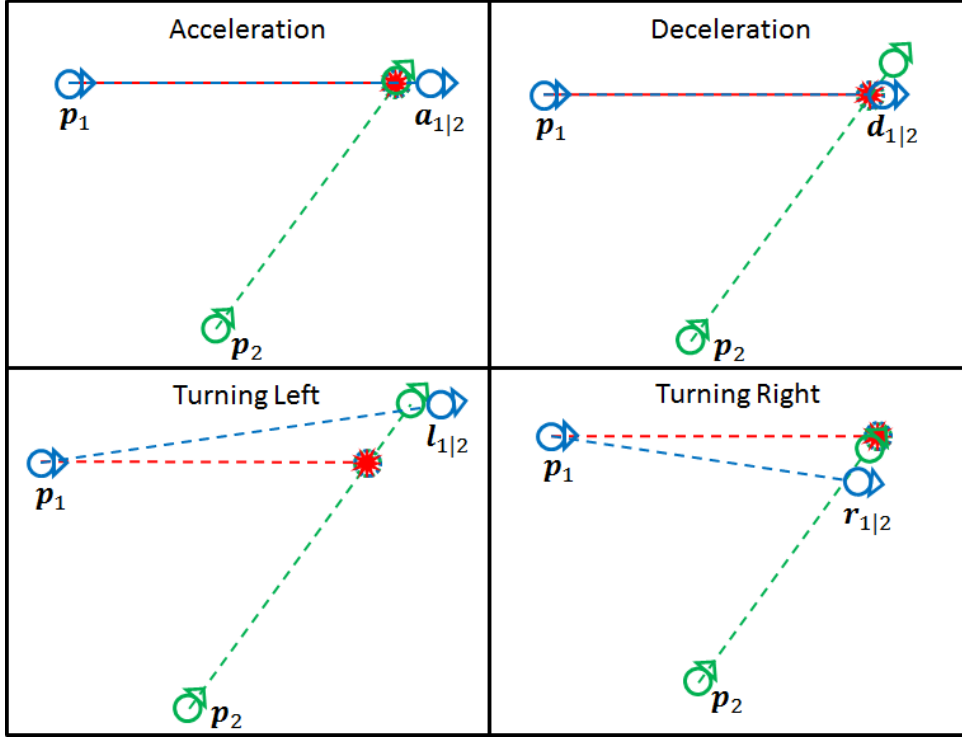 Acceleration
p₁
a₁|₂
p₂
Deceleration
p₁
d₁|₂
p₂
Turning Left
p₁
l₁|₂
p₂
Turning Right
p₁
r₁|₂
p₂